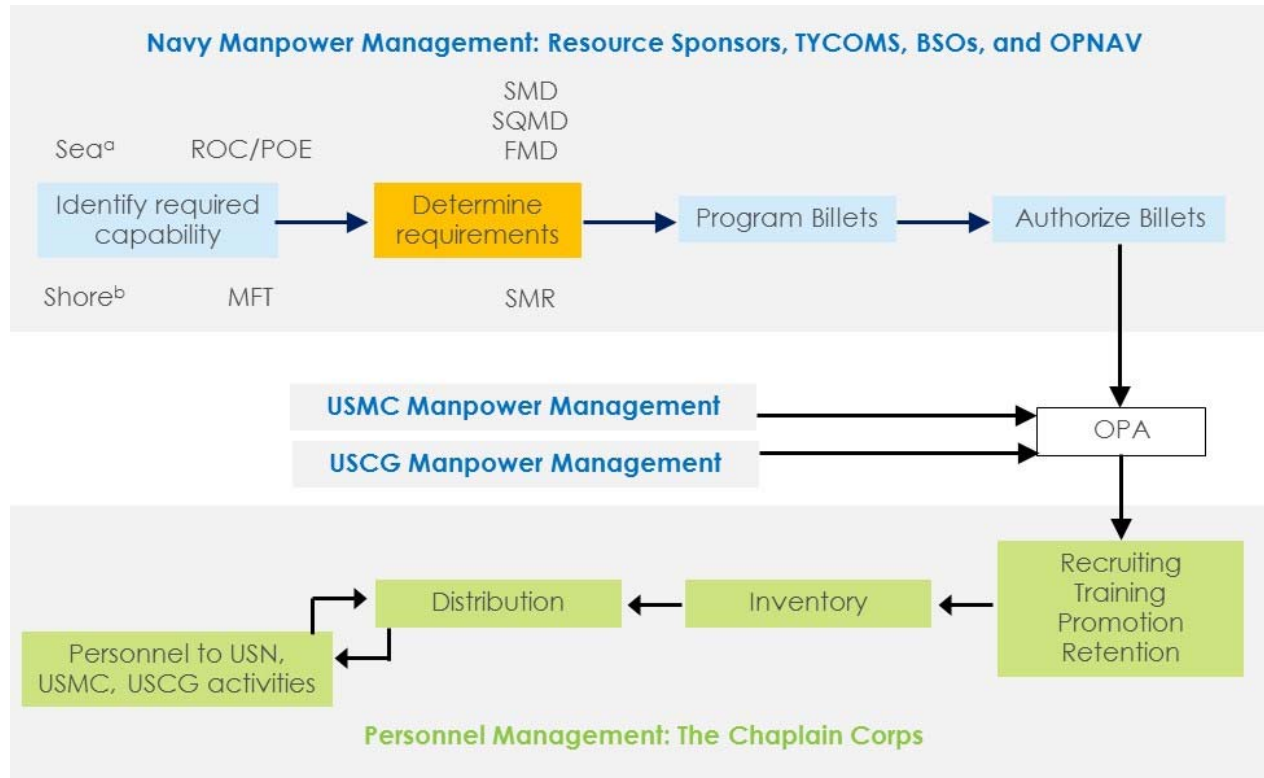 Navy Manpower Management: Resource Sponsors, TYCOMS, BSOs, and OPNAV
SMD
SQMD
Seaᵃ ROC/POE FMD
Identify required
capability
Determine
requirements
Program Billets
Authorize Billets
Shoreᵇ MFT SMR
USMC Manpower Management
USCG Manpower Management
OPA
Recruiting
Training
Promotion
Retention
Inventory
Distribution
Personnel to USN,
USMC, USCG activities
Personnel Management: The Chaplain Corps